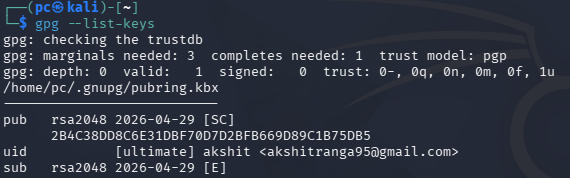 ┌──(pc㉿kali)-[~]
└─$ gpg --list-keys
gpg: checking the trustdb
gpg: marginals needed: 3  completes needed: 1  trust model: pgp
gpg: depth: 0  valid:   1  signed:   0  trust: 0-, 0q, 0n, 0m, 0f, 1u
/home/pc/.gnupg/pubring.kbx
---------------------------
pub   rsa2048 2026-04-29 [SC]
      2B4C38DD8C6E31DBF70D7D2BFB669D89C1B75DB5
uid           [ultimate] akshit <akshitranga95@gmail.com>
sub   rsa2048 2026-04-29 [E]